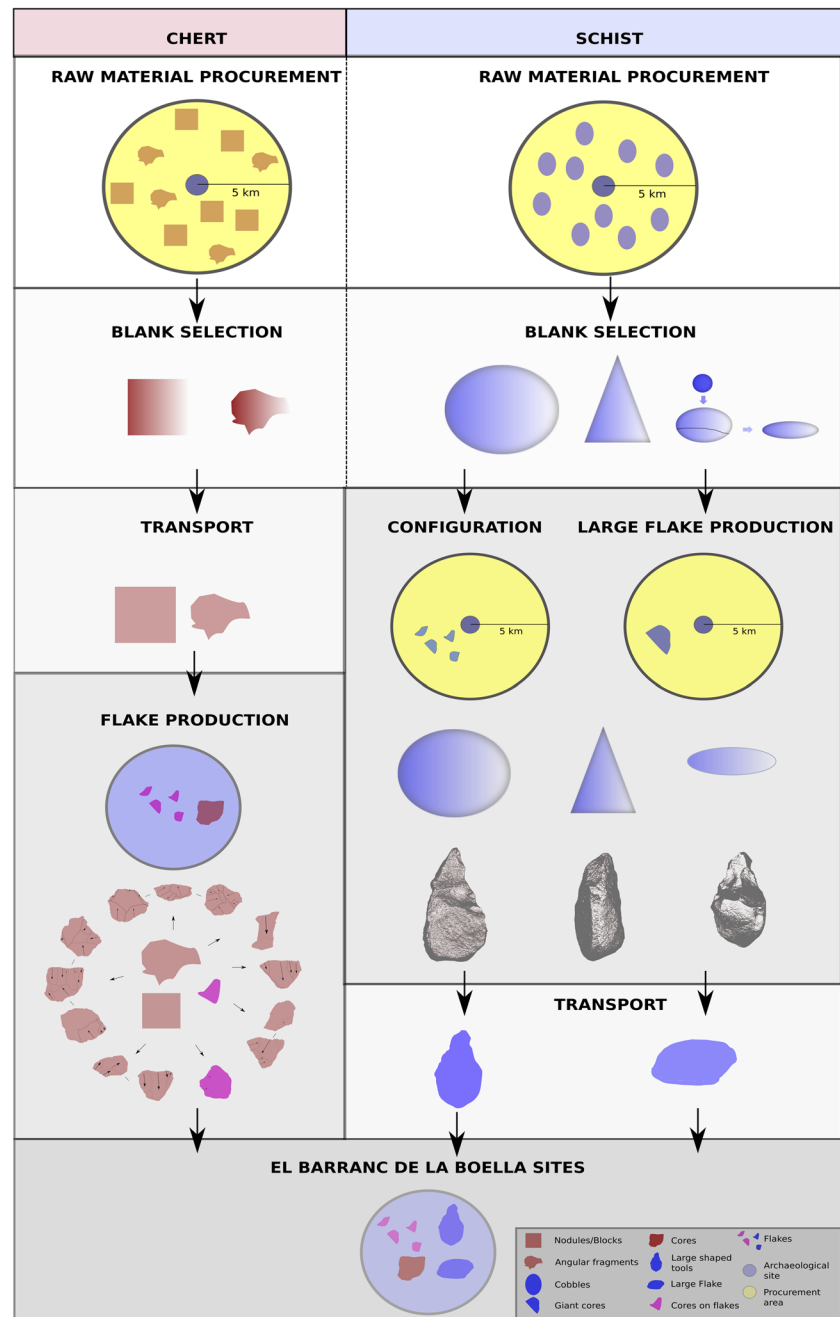 CHERT
SCHIST
RAW MATERIAL PROCUREMENT
RAW MATERIAL PROCUREMENT
5 km
5 km
BLANK SELECTION
BLANK SELECTION
TRANSPORT
CONFIGURATION
LARGE FLAKE PRODUCTION
5 km
5 km
FLAKE PRODUCTION
TRANSPORT
EL BARRANC DE LA BOELLA SITES
Nodules/Blocks
Angular fragments
Cobbles
Giant cores
Cores
Large shaped
tools
Large Flake
Cores on flakes
Flakes
Archaeological
site
Procurement
area